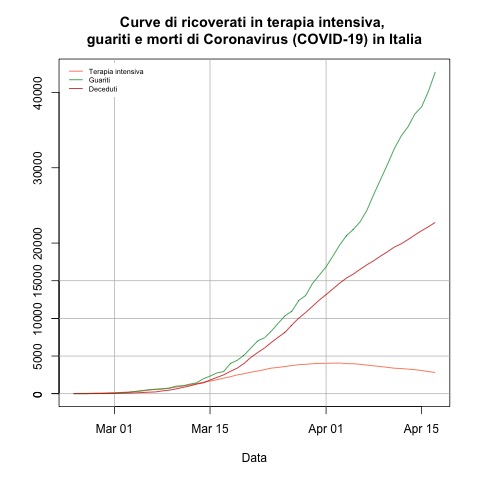 Curve di ricoverati in terapia intensiva,
guariti e morti di Coronavirus (COVID-19) in Italia
Terapia intensiva
Guariti
Deceduti
40000
30000
20000
15000
10000
5000
0
Mar 01 Mar 15 Apr 01 Apr 15
Data